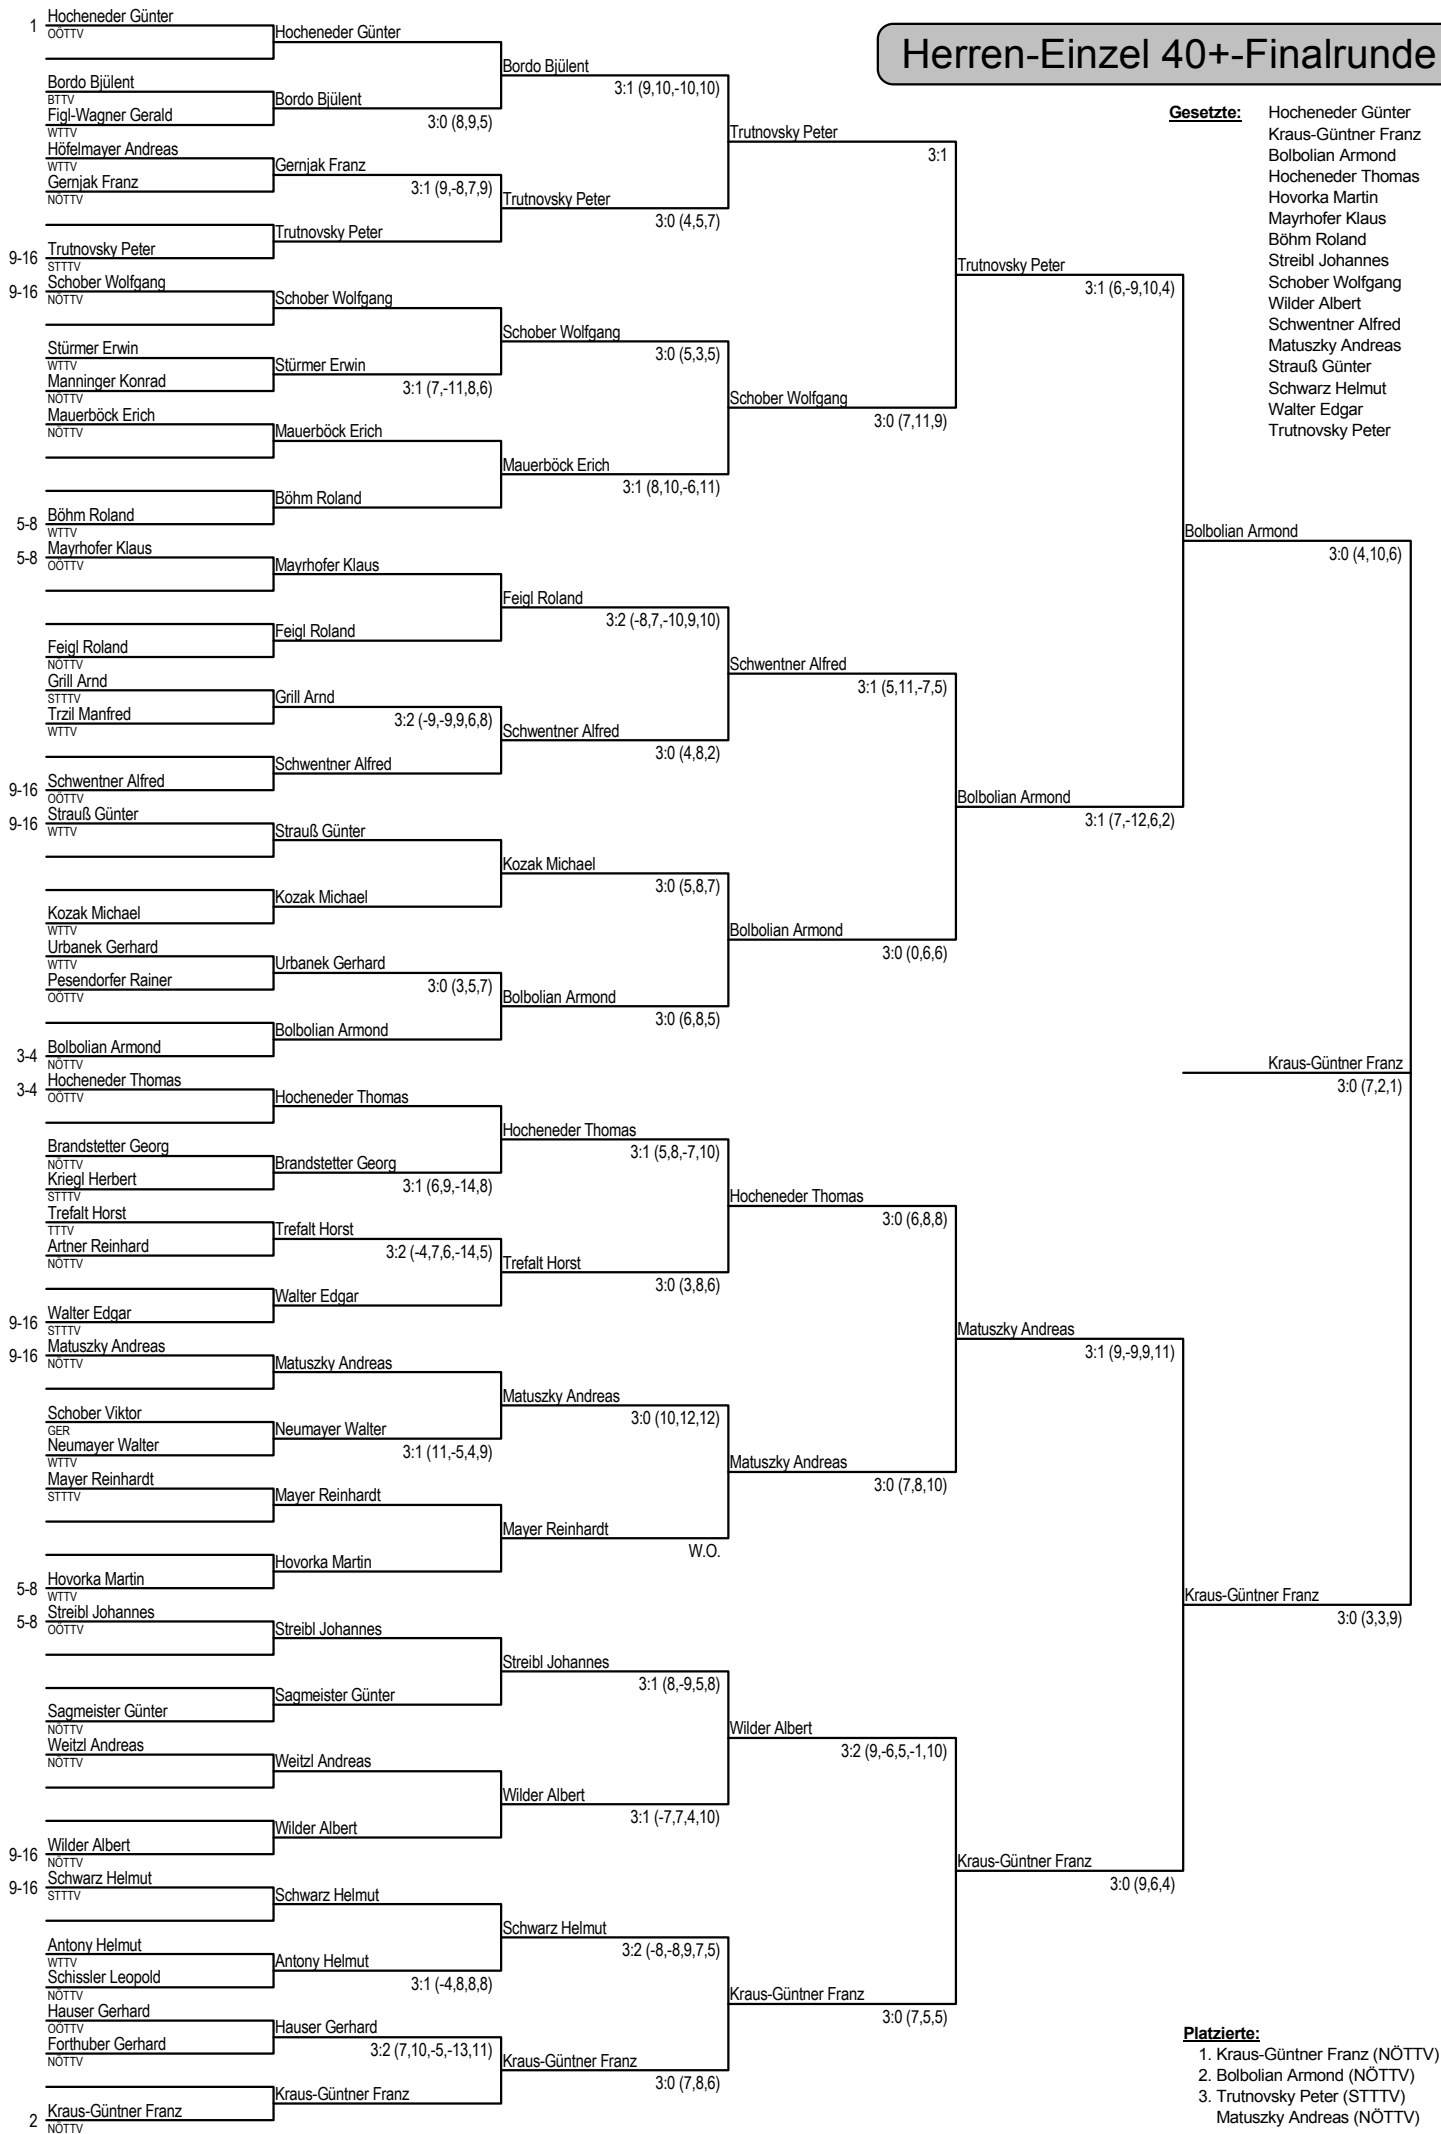 Herren-Einzel 40+-Finalrunde
Gesetzte: Hocheneder Günter
Kraus-Güntner Franz
Bolbolian Armond
Hocheneder Thomas
Hovorka Martin
Mayrhofer Klaus
Böhm Roland
Streibl Johannes
Schober Wolfgang
Wilder Albert
Schwentner Alfred
Matuszky Andreas
Strauß Günter
Schwarz Helmut
Walter Edgar
Trutnovsky Peter
1 Hocheneder Günter
OÖTTV
Bordo Bjülent
BTTV
Figl-Wagner Gerald
WTTV
Höfelmayer Andreas
WTTV
Gernjak Franz
NÖTTV
9-16 Trutnovsky Peter
STTTV
9-16 Schober Wolfgang
NÖTTV
Stürmer Erwin
WTTV
Manninger Konrad
NÖTTV
Mauerböck Erich
NÖTTV
5-8 Böhm Roland
WTTV
5-8 Mayrhofer Klaus
OÖTTV
Feigl Roland
NÖTTV
Grill Arnd
STTTV
Trzil Manfred
WTTV
9-16 Schwentner Alfred
OÖTTV
9-16 Strauß Günter
WTTV
Kozak Michael
WTTV
Urbanek Gerhard
WTTV
Pesendorfer Rainer
OÖTTV
3-4 Bolbolian Armond
NÖTTV
3-4 Hocheneder Thomas
OÖTTV
Brandstetter Georg
NÖTTV
Kriegl Herbert
STTTV
Trefalt Horst
TTTV
Artner Reinhard
NÖTTV
9-16 Walter Edgar
STTTV
9-16 Matuszky Andreas
NÖTTV
Schober Viktor
GER
Neumayer Walter
WTTV
Mayer Reinhardt
STTTV
5-8 Hovorka Martin
WTTV
5-8 Streibl Johannes
OÖTTV
Sagmeister Günter
NÖTTV
Weitzl Andreas
NÖTTV
9-16 Wilder Albert
NÖTTV
9-16 Schwarz Helmut
STTTV
Antony Helmut
WTTV
Schissler Leopold
NÖTTV
Hauser Gerhard
OÖTTV
Forthuber Gerhard
NÖTTV
2 Kraus-Güntner Franz
NÖTTV
Hocheneder Günter
Bordo Bjülent
3:0 (8,9,5)
Gernjak Franz
3:1 (9,-8,7,9)
Trutnovsky Peter
Schober Wolfgang
Stürmer Erwin
3:1 (7,-11,8,6)
Mauerböck Erich
Böhm Roland
Mayrhofer Klaus
Feigl Roland
Grill Arnd
3:2 (-9,-9,9,6,8)
Schwentner Alfred
Strauß Günter
Kozak Michael
Urbanek Gerhard
3:0 (3,5,7)
Bolbolian Armond
Hocheneder Thomas
Brandstetter Georg
3:1 (6,9,-14,8)
Trefalt Horst
3:2 (-4,7,6,-14,5)
Walter Edgar
Matuszky Andreas
Neumayer Walter
3:1 (11,-5,4,9)
Mayer Reinhardt
Hovorka Martin
Streibl Johannes
Sagmeister Günter
Weitzl Andreas
Wilder Albert
Schwarz Helmut
Antony Helmut
3:1 (-4,8,8,8)
Hauser Gerhard
3:2 (7,10,-5,-13,11)
Kraus-Güntner Franz
Bordo Bjülent
3:1 (9,10,-10,10)
Trutnovsky Peter
3:0 (4,5,7)
Schober Wolfgang
3:0 (5,3,5)
Mauerböck Erich
3:1 (8,10,-6,11)
Feigl Roland
3:2 (-8,7,-10,9,10)
Schwentner Alfred
3:0 (4,8,2)
Kozak Michael
3:0 (5,8,7)
Bolbolian Armond
3:0 (6,8,5)
Hocheneder Thomas
3:1 (5,8,-7,10)
Trefalt Horst
3:0 (3,8,6)
Matuszky Andreas
3:0 (10,12,12)
Mayer Reinhardt
W.O.
Streibl Johannes
3:1 (8,-9,5,8)
Wilder Albert
3:1 (-7,7,4,10)
Schwarz Helmut
3:2 (-8,-8,9,7,5)
Kraus-Güntner Franz
3:0 (7,8,6)
Trutnovsky Peter
3:1
Schober Wolfgang
3:0 (7,11,9)
Schwentner Alfred
3:1 (5,11,-7,5)
Bolbolian Armond
3:0 (0,6,6)
Hocheneder Thomas
3:0 (6,8,8)
Matuszky Andreas
3:0 (7,8,10)
Wilder Albert
3:2 (9,-6,5,-1,10)
Kraus-Güntner Franz
3:0 (7,5,5)
Trutnovsky Peter
3:1 (6,-9,10,4)
Bolbolian Armond
3:1 (7,-12,6,2)
Matuszky Andreas
3:1 (9,-9,9,11)
Kraus-Güntner Franz
3:0 (9,6,4)
Bolbolian Armond
3:0 (4,10,6)
Kraus-Güntner Franz
3:0 (3,3,9)
Kraus-Güntner Franz
3:0 (7,2,1)
Platzierte:
1. Kraus-Güntner Franz (NÖTTV)
2. Bolbolian Armond (NÖTTV)
3. Trutnovsky Peter (STTTV)
Matuszky Andreas (NÖTTV)